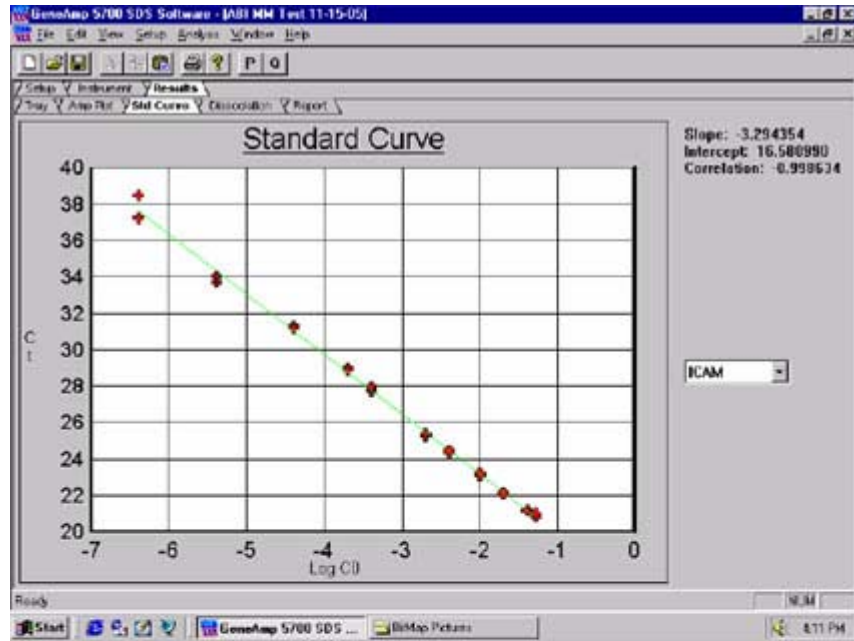 GeneAmp 5700 SDS Software - [ABI MM Test 11-15-05]
File Edit View Setup Analysis Window Help
P Q
Setup Instrument Results
Tray Amp Plot Std Curve Dissociation Report
Standard Curve
Slope: -3.294354
Intercept: 16.580990
Correlation: -0.998634
40
38
36
34
32
30
28
26
24
22
20
Ct
-7 -6 -5 -4 -3 -2 -1 0
Log C0
ICAM
Ready
NUM
Start
GeneAmp 5700 SDS ...
BitMap Pictures
4:11 PM